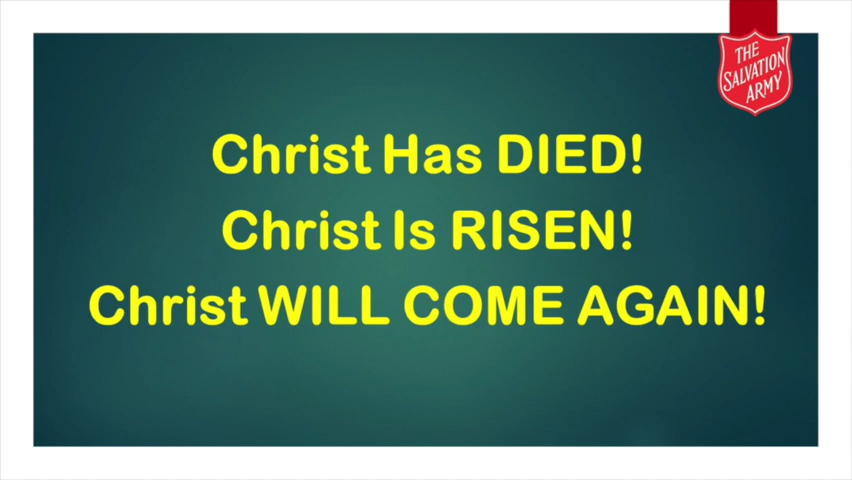 THE
SALVATION
ARMY
Christ Has DIED!
Christ Is RISEN!
Christ WILL COME AGAIN!